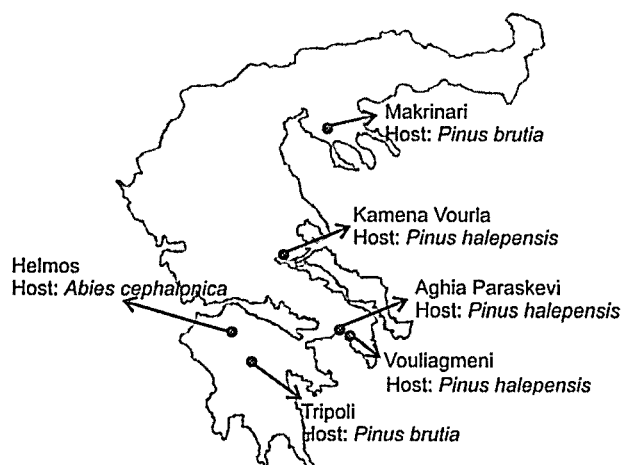 Makrinari
Host: Pinus brutia
Kamena Vourla
Host: Pinus halepensis
Helmos
Host: Abies cephalonica
Aghia Paraskevi
Host: Pinus halepensis
Vouliagmeni
Host: Pinus halepensis
Tripoli
Host: Pinus brutia